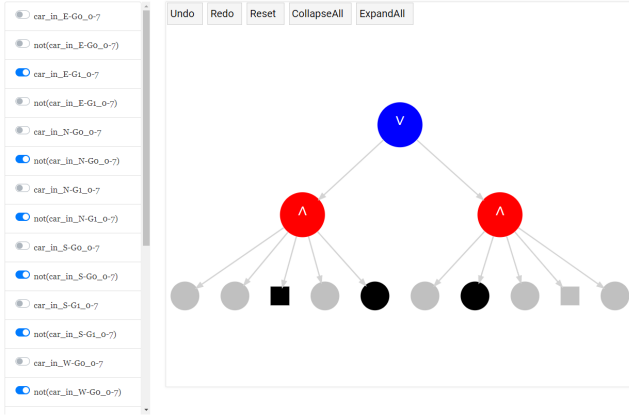 car_in_E-G0_0-7
not(car_in_E-G0_0-7)
car_in_E-G1_0-7
not(car_in_E-G1_0-7)
car_in_N-G0_0-7
not(car_in_N-G0_0-7)
car_in_N-G1_0-7
not(car_in_N-G1_0-7)
car_in_S-G0_0-7
not(car_in_S-G0_0-7)
car_in_S-G1_0-7
not(car_in_S-G1_0-7)
car_in_W-G0_0-7
not(car_in_W-G0_0-7)
Undo Redo Reset CollapseAll ExpandAll
∨
∧ ∧